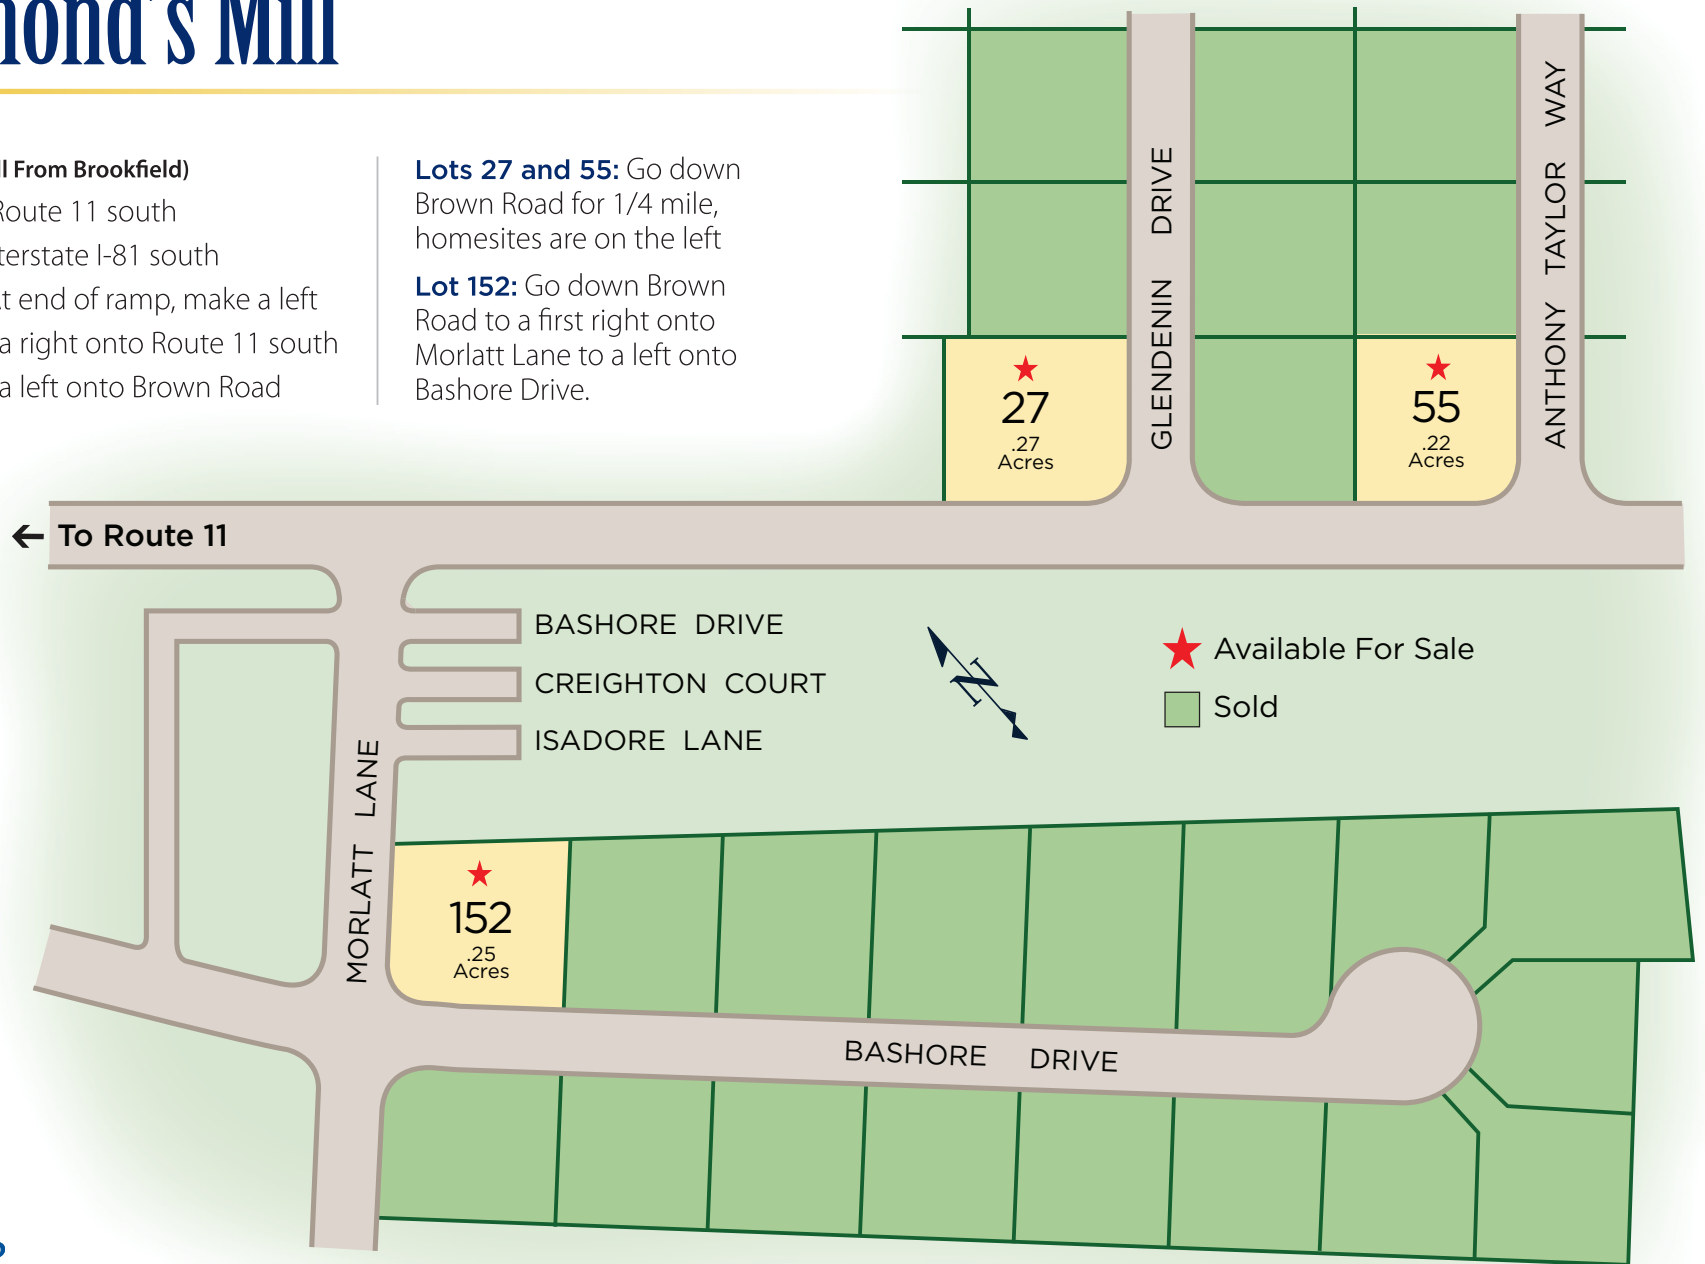 mond's Mill
ll From Brookfield)
Route 11 south
terstate I-81 south
At end of ramp, make a left
a right onto Route 11 south
a left onto Brown Road
Lots 27 and 55: Go down
Brown Road for 1/4 mile,
homesites are on the left
Lot 152: Go down Brown
Road to a first right onto
Morlatt Lane to a left onto
Bashore Drive.
GLENDENIN DRIVE
ANTHONY TAYLOR WAY
27
.27
Acres
55
.22
Acres
← To Route 11
BASHORE DRIVE
CREIGHTON COURT
ISADORE LANE
N
Available For Sale
Sold
MORLATT LANE
152
.25
Acres
BASHORE DRIVE